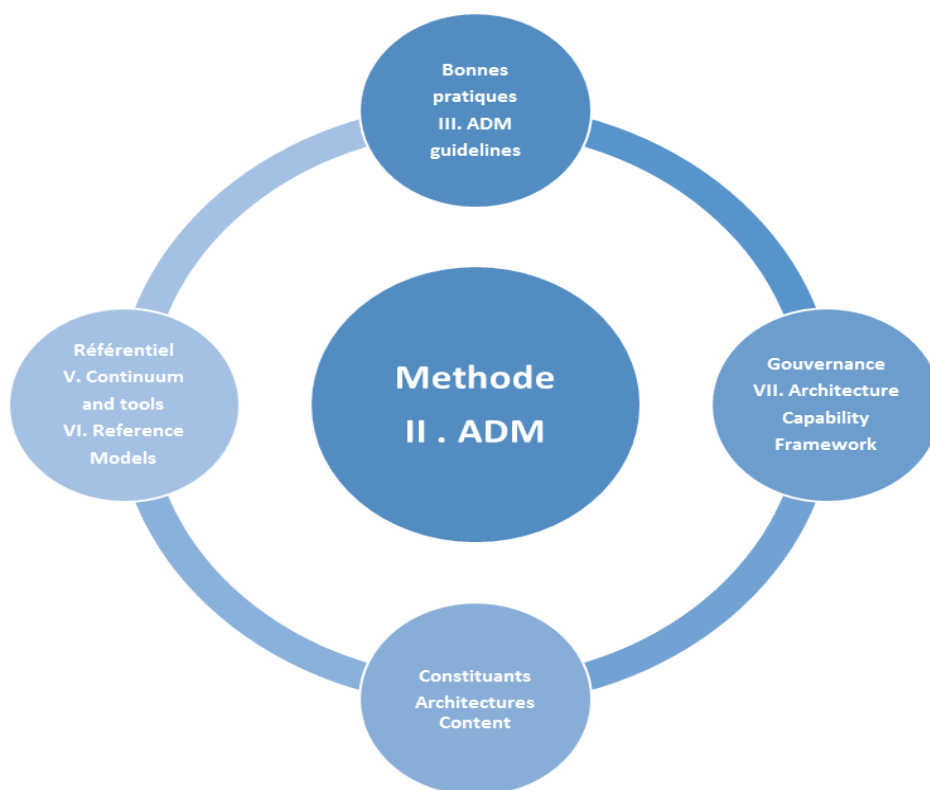 Bonnes
pratiques
III. ADM
guidelines
Référentiel
V. Continuum
and tools
VI. Reference
Models
Methode
II . ADM
Gouvernance
VII. Architecture
Capability
Framework
Constituants
Architectures
Content